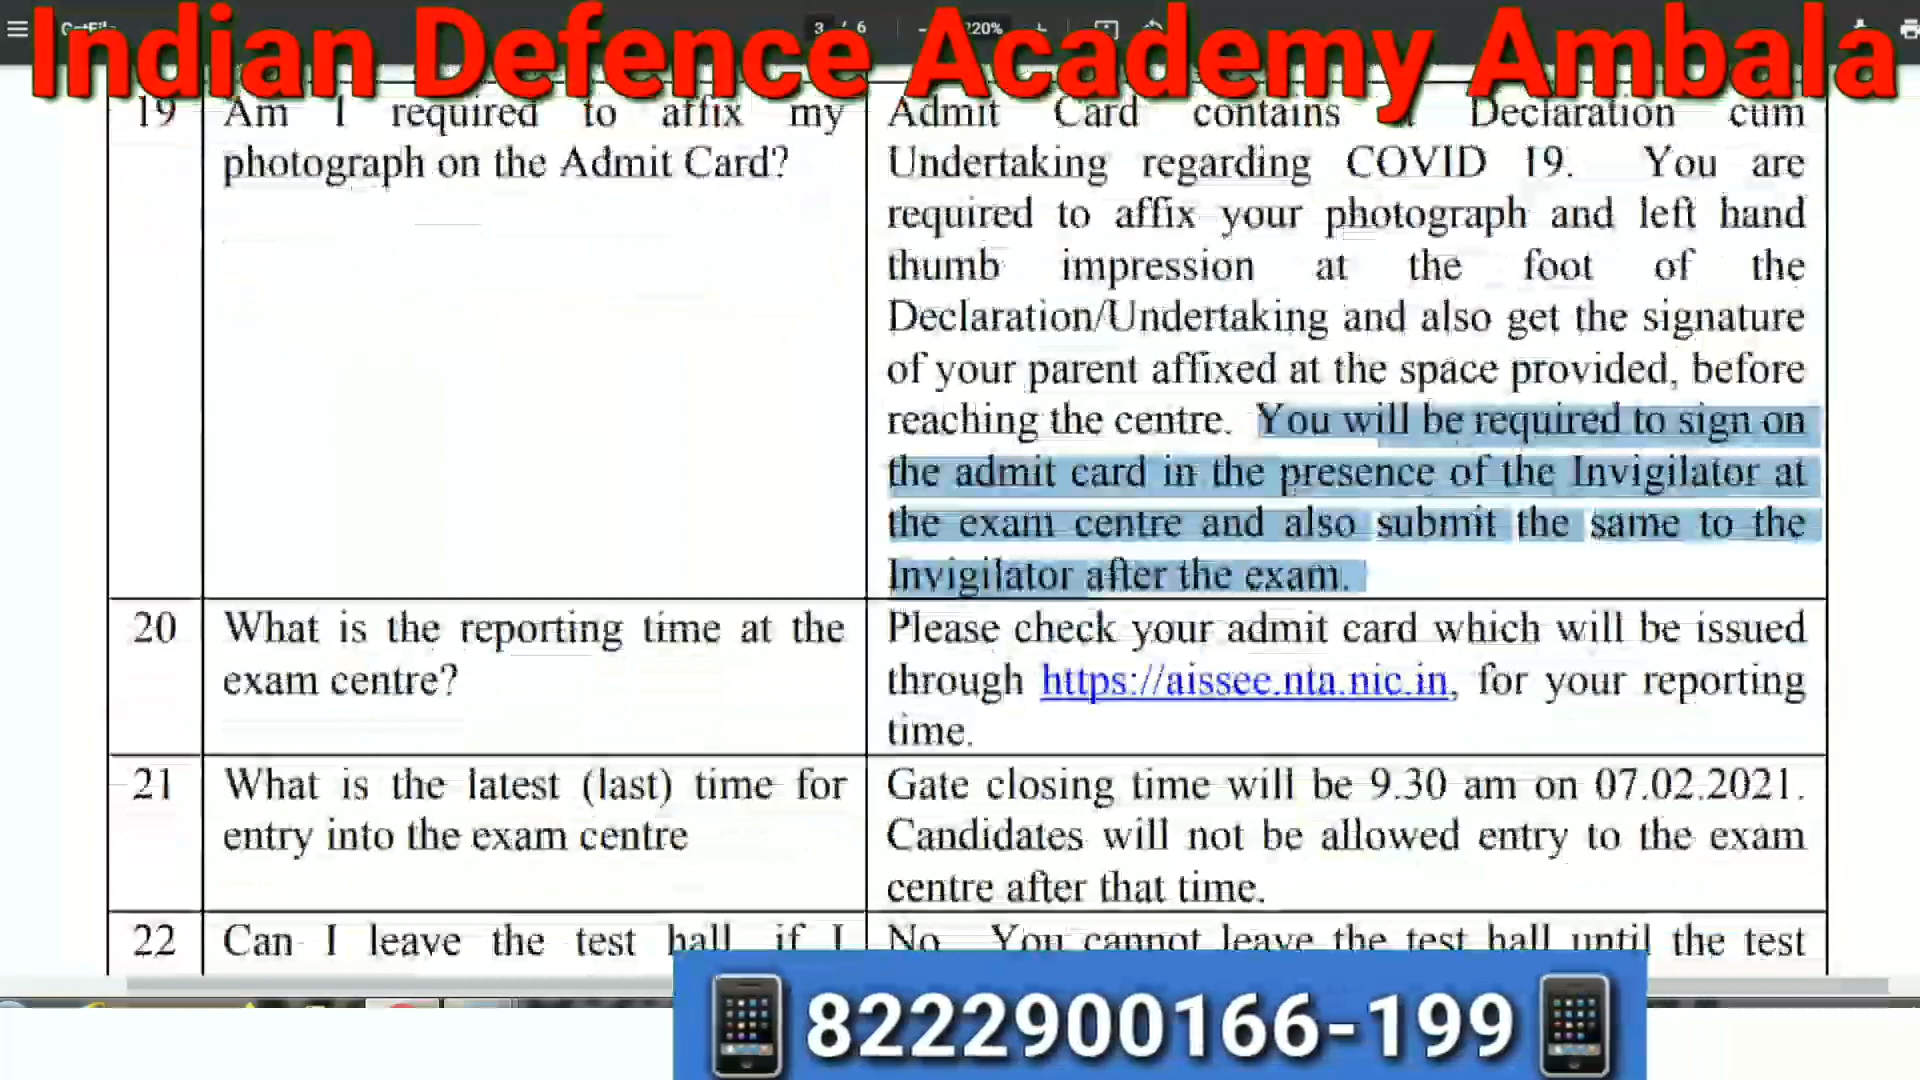 Indian Defence Academy Ambala
3 / 6
220%
19 Am I required to affix my
photograph on the Admit Card?
Admit Card contains Declaration cum
Undertaking regarding COVID 19. You are
required to affix your photograph and left hand
thumb impression at the foot of the
Declaration/Undertaking and also get the signature
of your parent affixed at the space provided, before
reaching the centre. You will be required to sign on
the admit card in the presence of the Invigilator at
the exam centre and also submit the same to the
Invigilator after the exam.
20 What is the reporting time at the
exam centre?
Please check your admit card which will be issued
through https://aissee.nta.nic.in, for your reporting
time.
21 What is the latest (last) time for
entry into the exam centre
Gate closing time will be 9.30 am on 07.02.2021.
Candidates will not be allowed entry to the exam
centre after that time.
22 Can I leave the test hall if I
No. You cannot leave the test hall until the test
8222900166-199